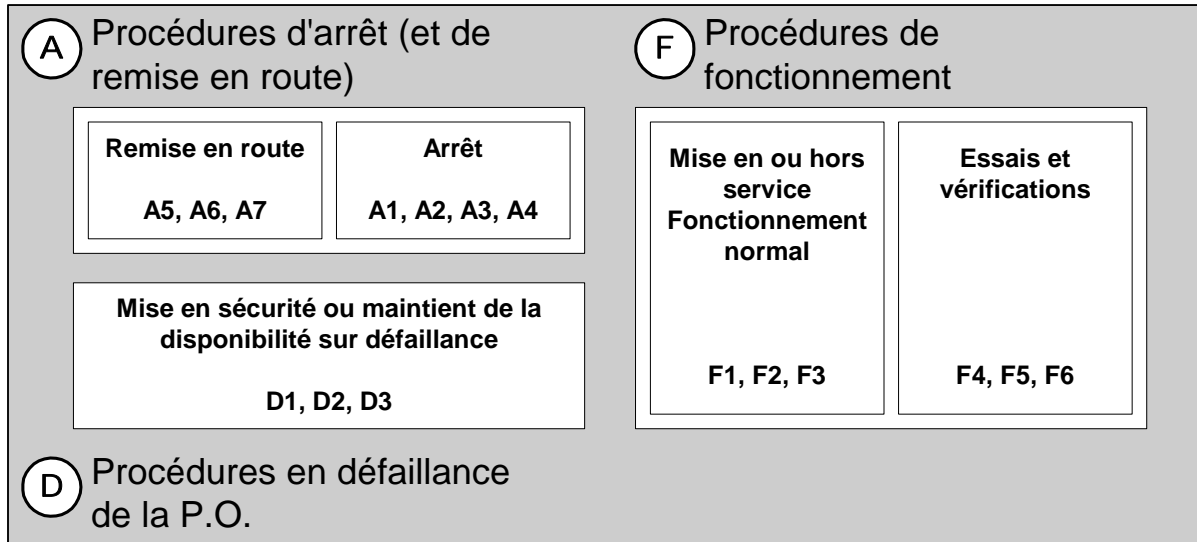 A
Procédures d'arrêt (et de
remise en route)
Remise en route
A5, A6, A7
Arrêt
A1, A2, A3, A4
Mise en sécurité ou maintient de la
disponibilité sur défaillance
D1, D2, D3
D
Procédures en défaillance
de la P.O.
F
Procédures de
fonctionnement
Mise en ou hors
service
Fonctionnement
normal
F1, F2, F3
Essais et
vérifications
F4, F5, F6